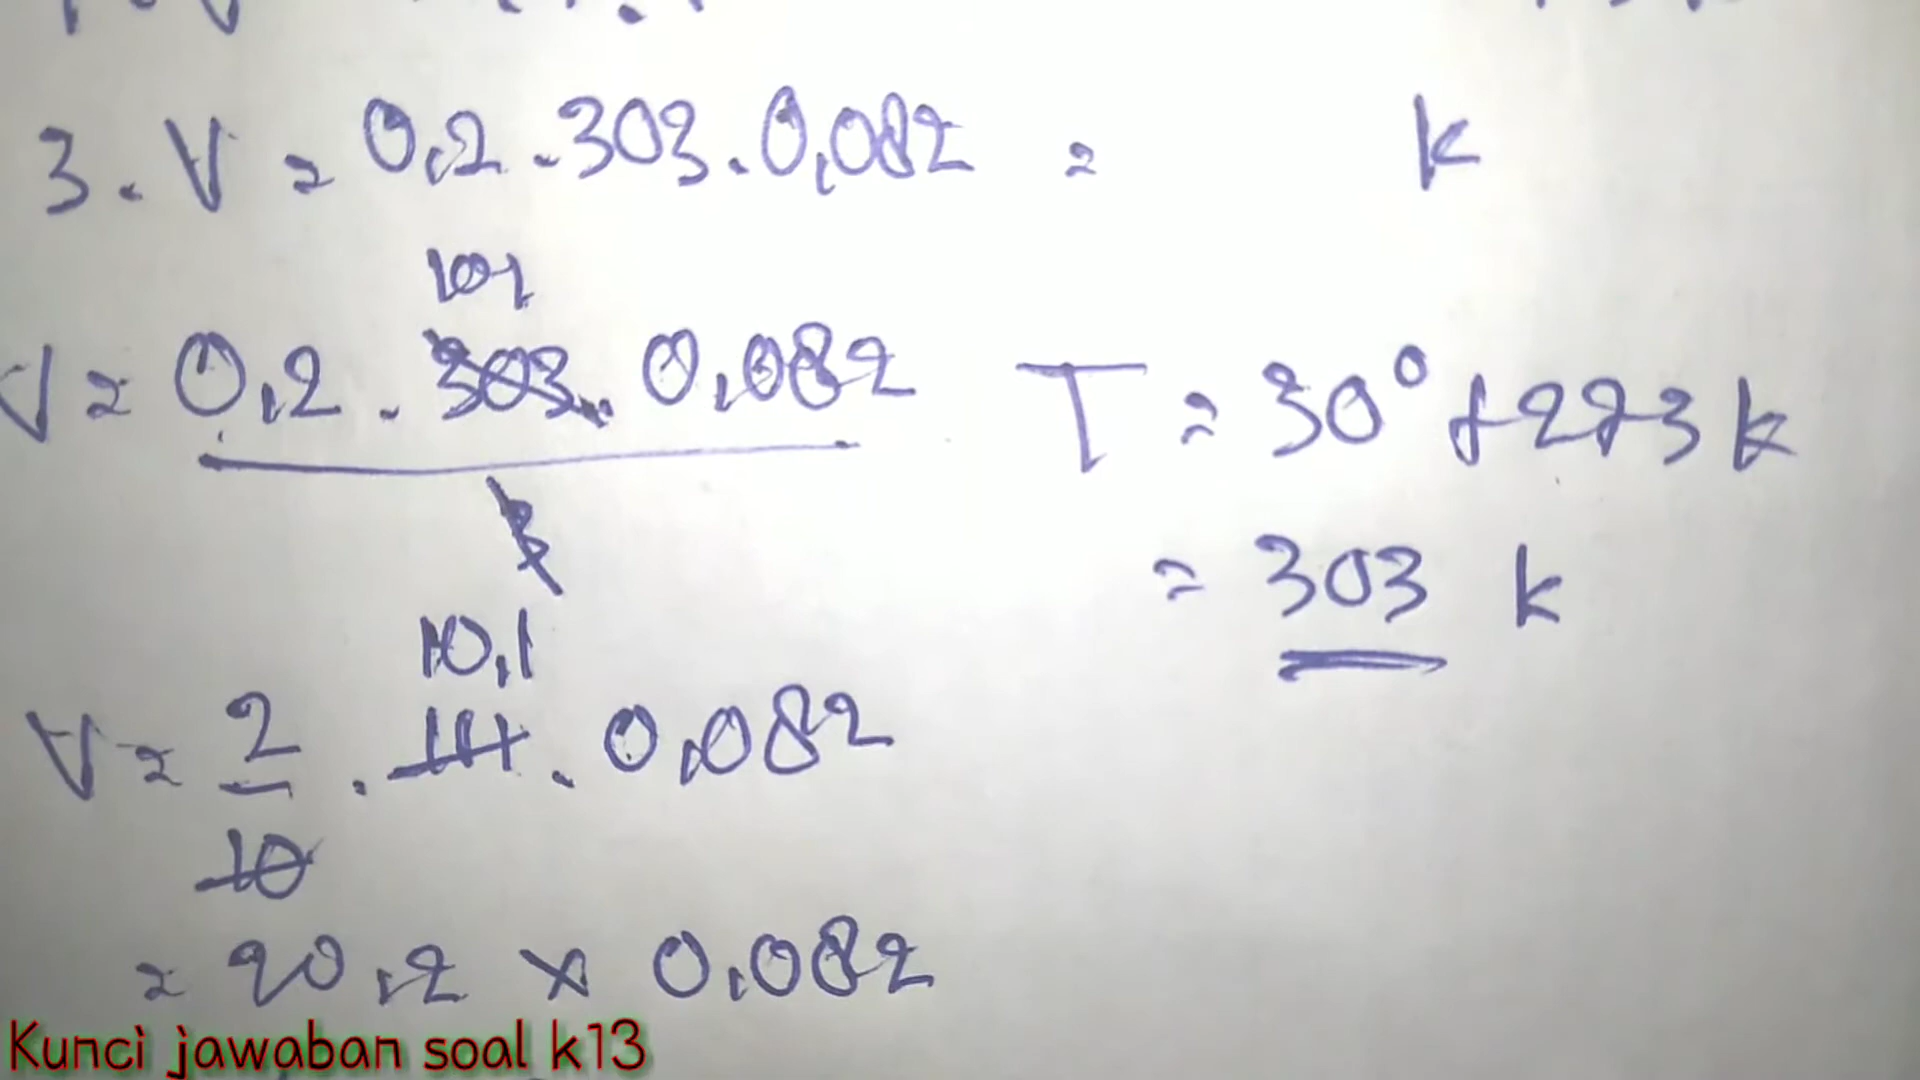 3 . V = 0,2 . 303 . 0,082 = K
101
V = 0,2 . 303 . 0,082
3
T = 30° + 273 K
= 303 K
10,1
V = 2 . 101 . 0,082
10
= 20,2 x 0,082
Kunci jawaban soal k13